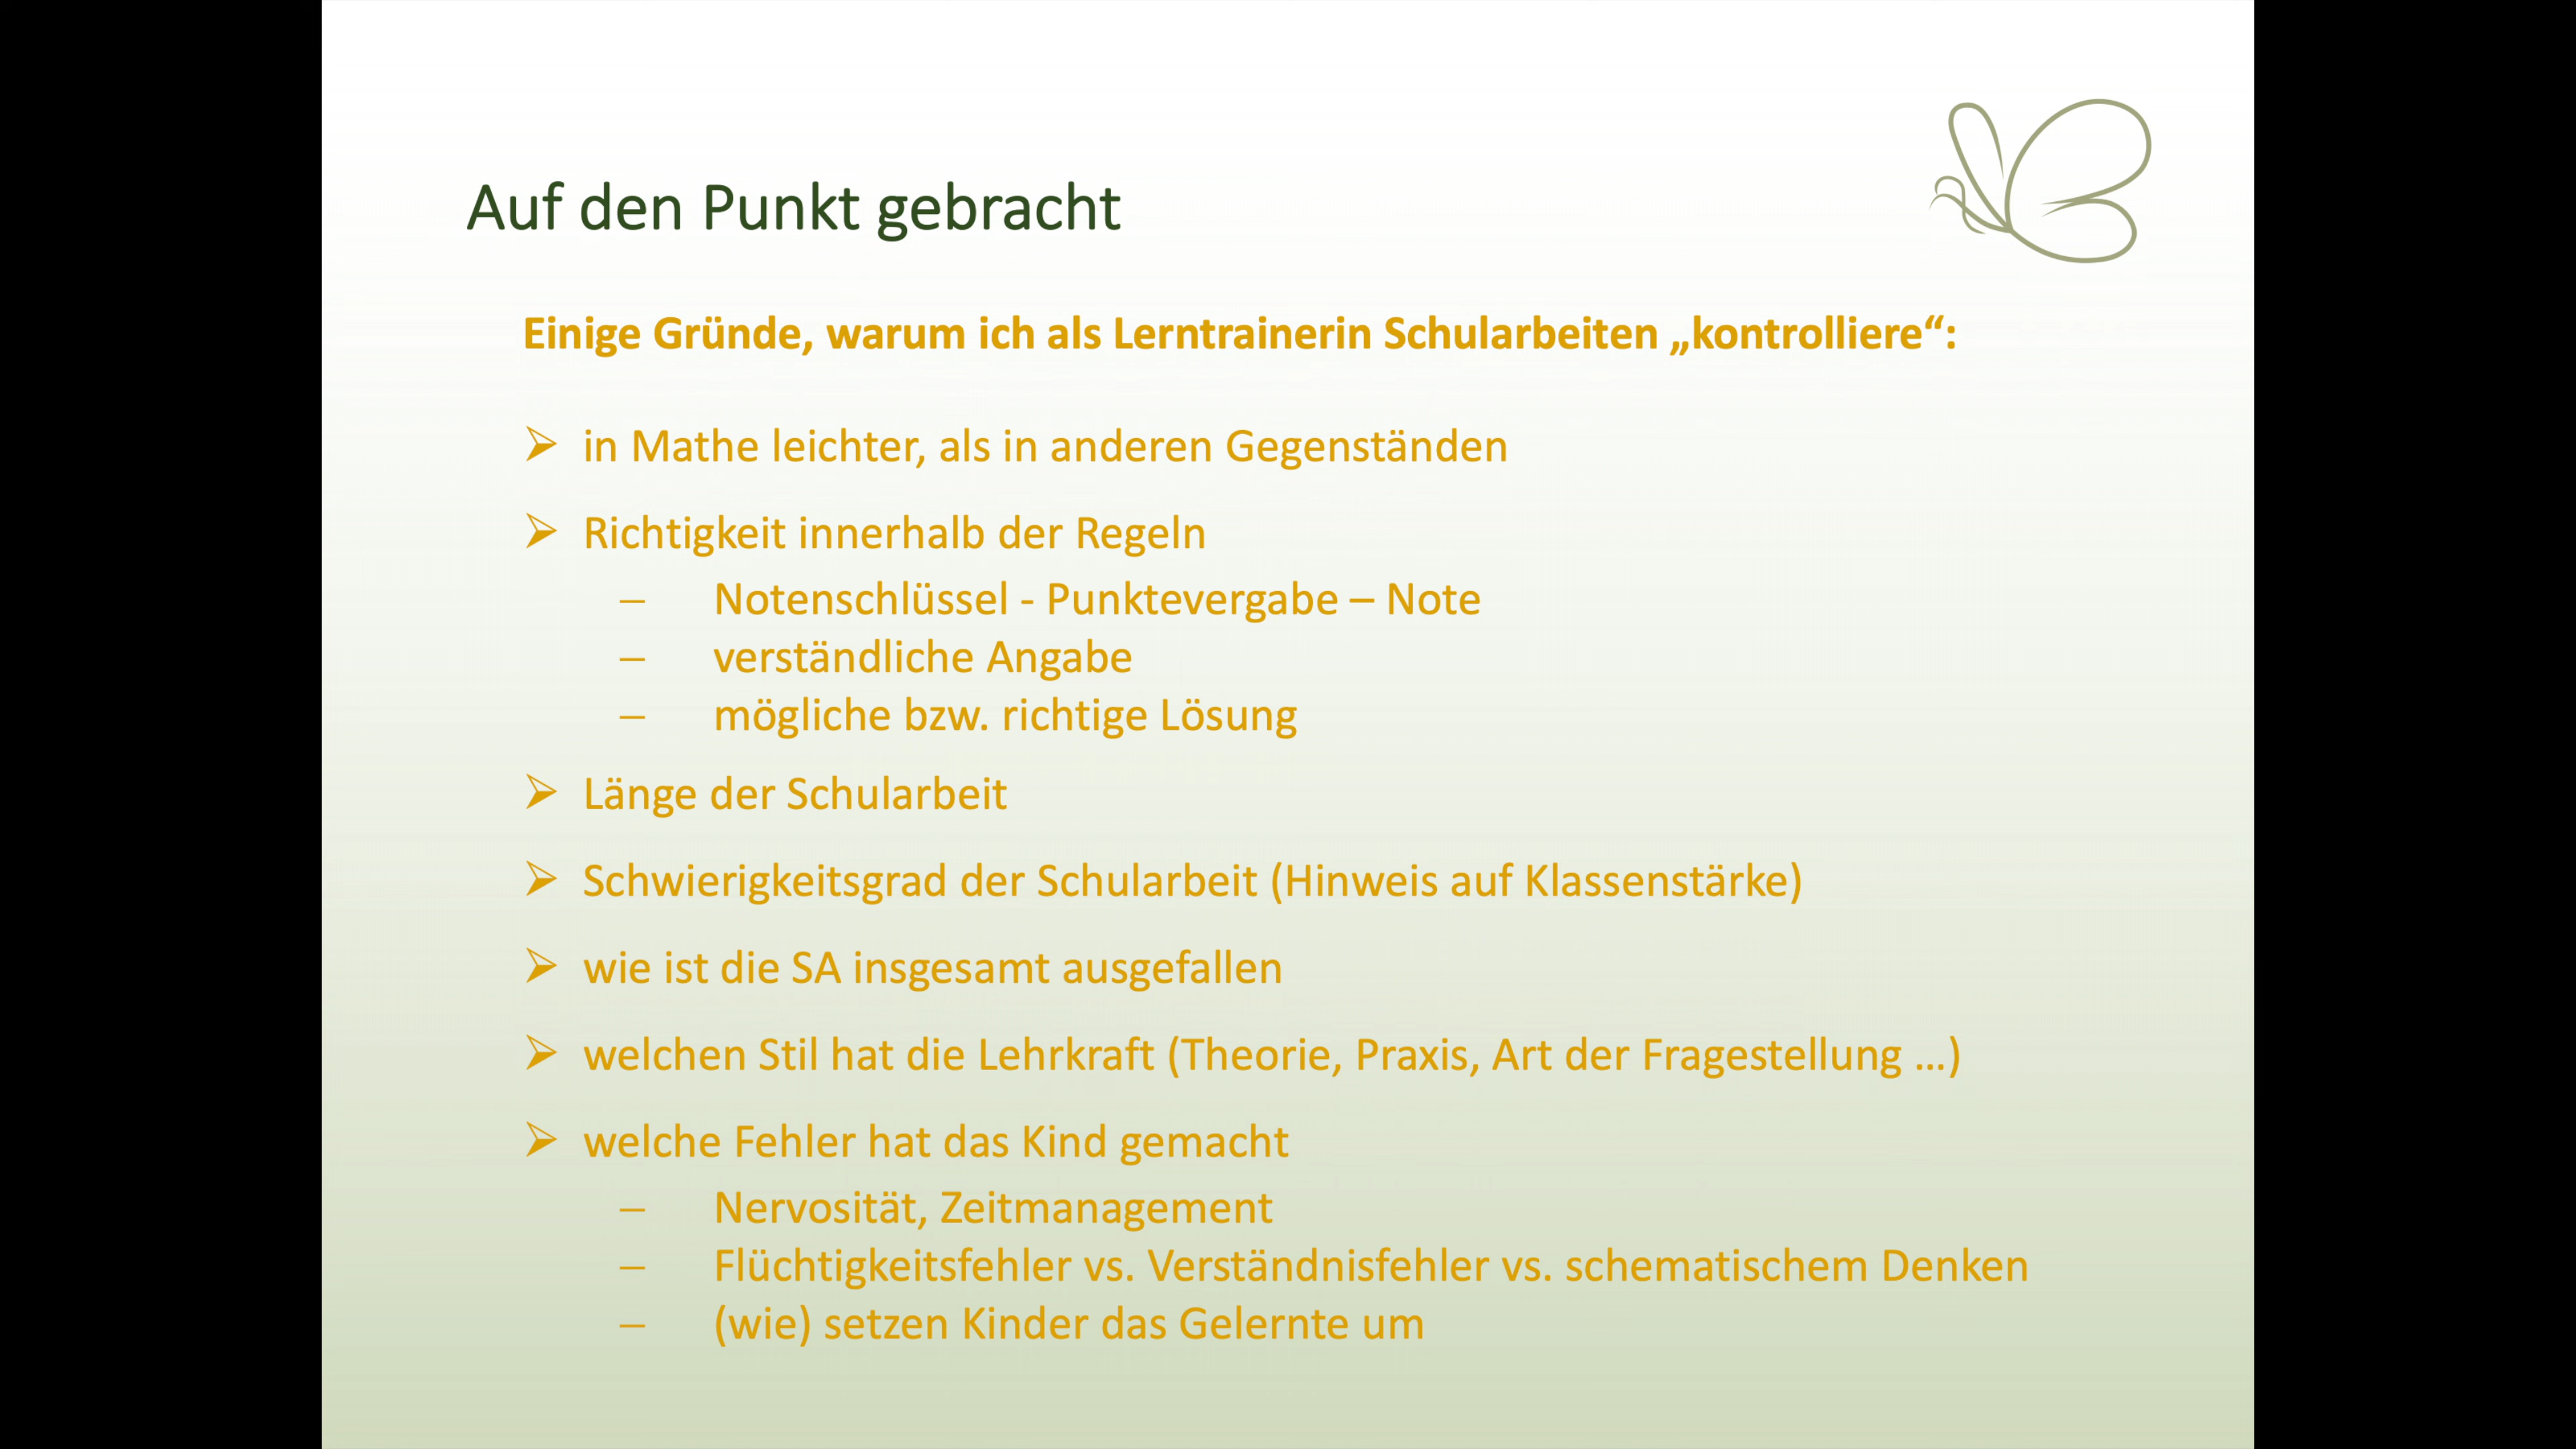 Auf den Punkt gebracht
Einige Gründe, warum ich als Lerntrainerin Schularbeiten „kontrolliere“:
➢ in Mathe leichter, als in anderen Gegenständen
➢ Richtigkeit innerhalb der Regeln
– Notenschlüssel - Punktevergabe – Note
– verständliche Angabe
– mögliche bzw. richtige Lösung
➢ Länge der Schularbeit
➢ Schwierigkeitsgrad der Schularbeit (Hinweis auf Klassenstärke)
➢ wie ist die SA insgesamt ausgefallen
➢ welchen Stil hat die Lehrkraft (Theorie, Praxis, Art der Fragestellung ...)
➢ welche Fehler hat das Kind gemacht
– Nervosität, Zeitmanagement
– Flüchtigkeitsfehler vs. Verständnisfehler vs. schematischem Denken
– (wie) setzen Kinder das Gelernte um